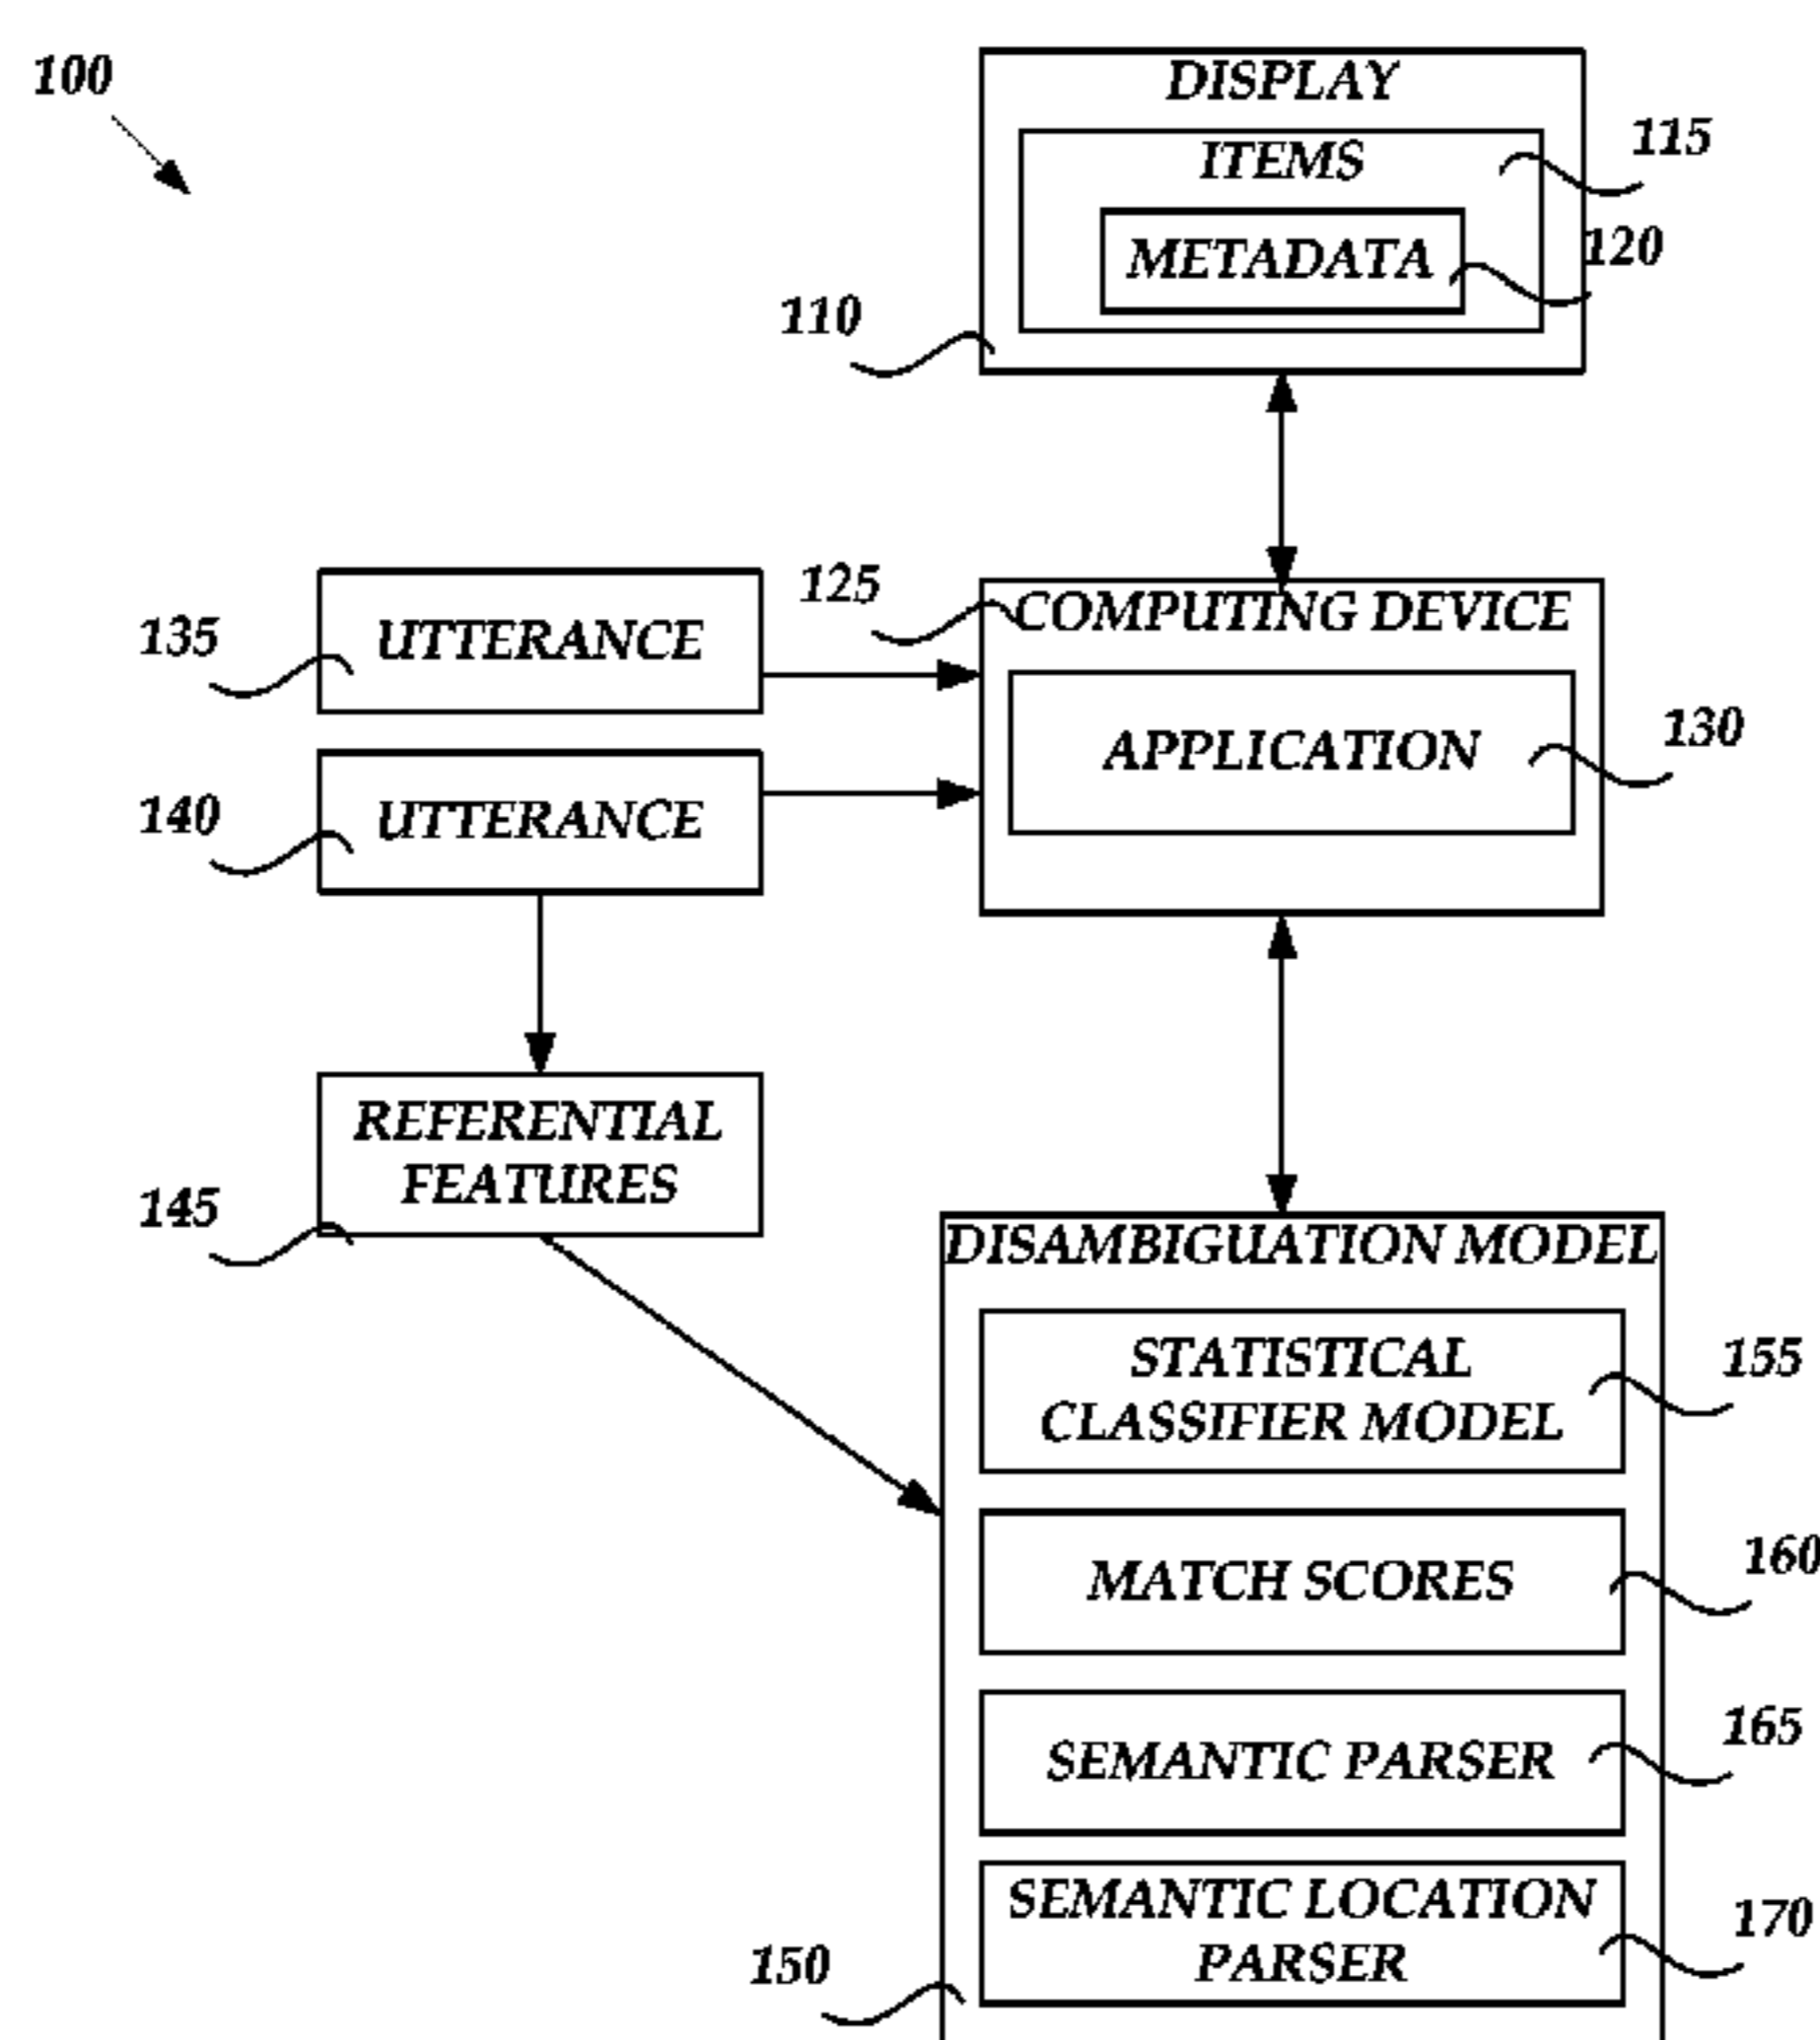 100
DISPLAY
ITEMS
115
METADATA
120
110
125
COMPUTING DEVICE
135
UTTERANCE
APPLICATION
130
140
UTTERANCE
REFERENTIAL
FEATURES
145
DISAMBIGUATION MODEL
STATISTICAL
CLASSIFIER MODEL
155
MATCH SCORES
160
SEMANTIC PARSER
165
SEMANTIC LOCATION
PARSER
170
150